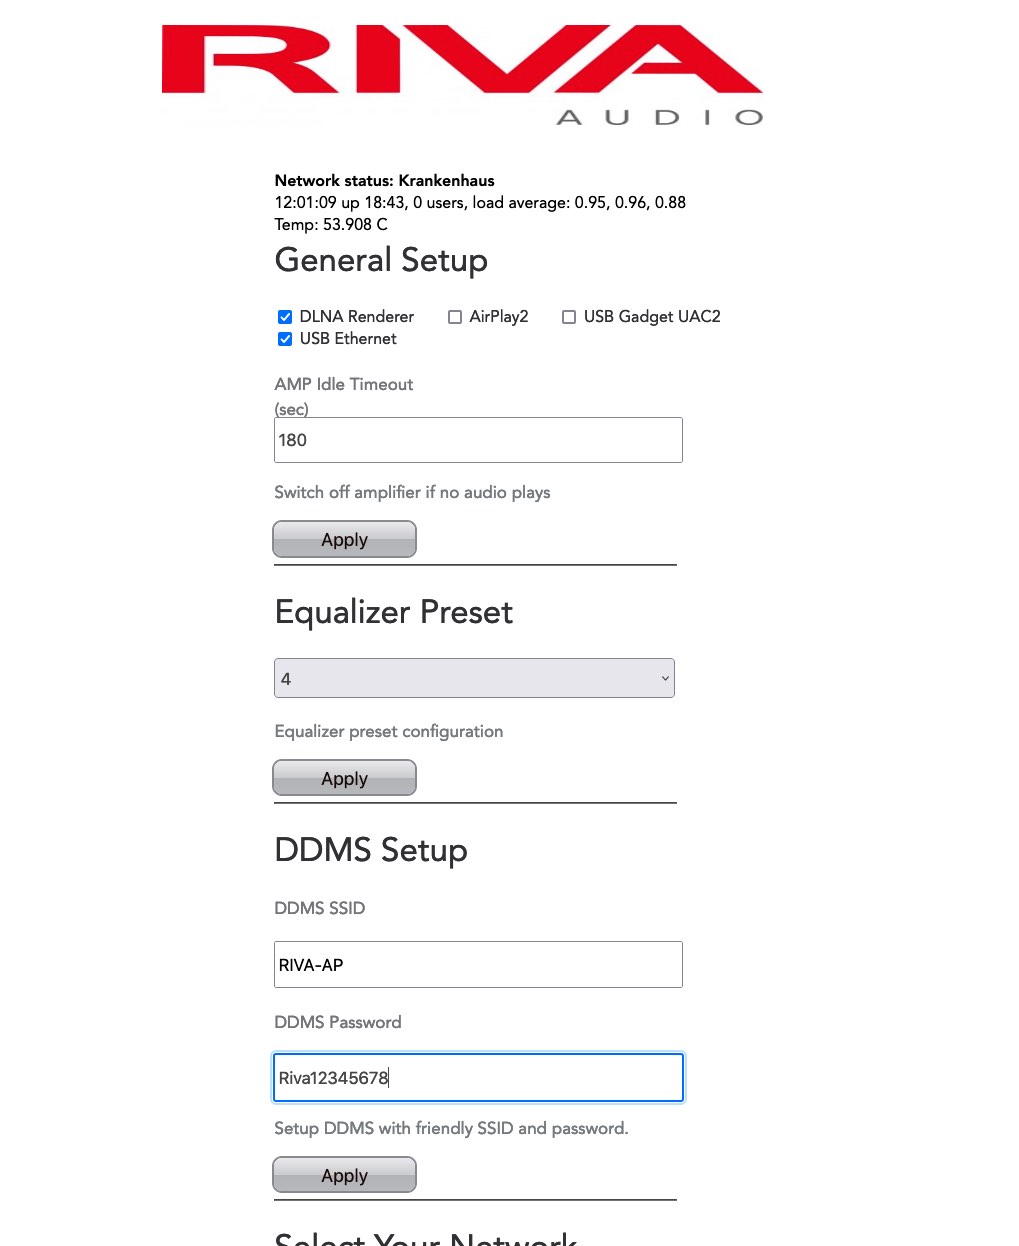 RIVA
AUDIO
Network status: Krankenhaus
12:01:09 up 18:43, 0 users, load average: 0.95, 0.96, 0.88
Temp: 53.908 C
General Setup
DLNA Renderer AirPlay2 USB Gadget UAC2
USB Ethernet
AMP Idle Timeout
(sec)
180
Switch off amplifier if no audio plays
Apply
Equalizer Preset
4
Equalizer preset configuration
Apply
DDMS Setup
DDMS SSID
RIVA-AP
DDMS Password
Riva12345678
Setup DDMS with friendly SSID and password.
Apply
Select Your Network